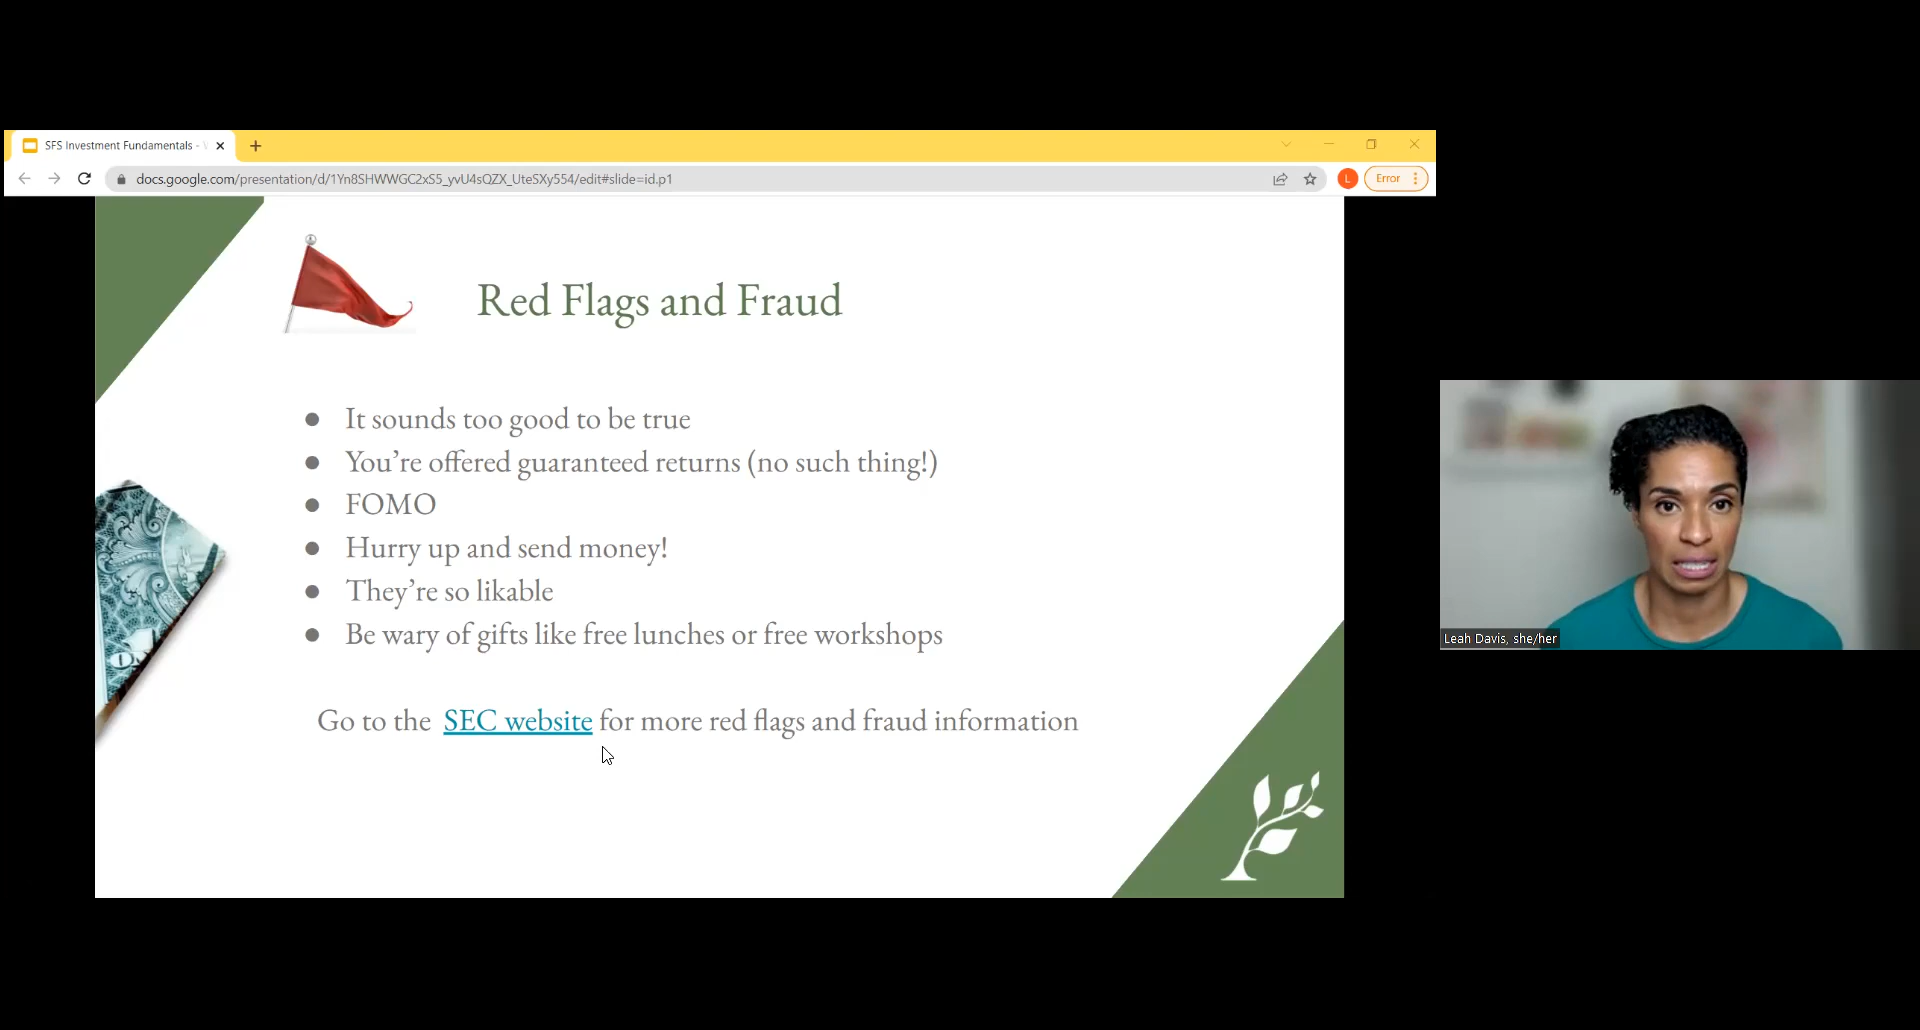 SFS Investment Fundamentals -
docs.google.com/presentation/d/1Yn8SHWWGC2xS5_yvU4sQZX_UteSXy554/edit#slide=id.p1
L
Error
Red Flags and Fraud
● It sounds too good to be true
● You’re offered guaranteed returns (no such thing!)
● FOMO
● Hurry up and send money!
● They’re so likable
● Be wary of gifts like free lunches or free workshops
Go to the SEC website for more red flags and fraud information
Leah Davis, she/her